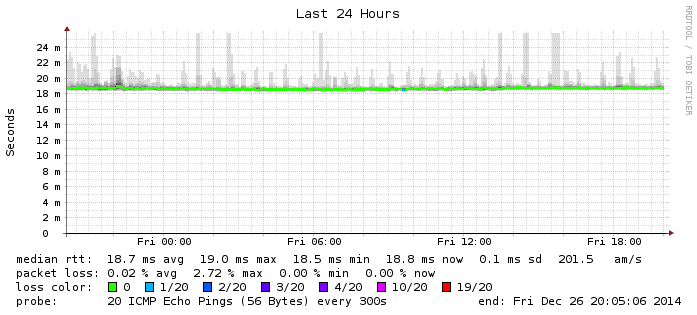 Last 24 Hours
RRDTOOL / TOBI OETIKER
Seconds
24 m
22 m
20 m
18 m
16 m
14 m
12 m
10 m
8 m
6 m
4 m
2 m
0
Fri 00:00 Fri 06:00 Fri 12:00 Fri 18:00
median rtt: 18.7 ms avg 19.0 ms max 18.5 ms min 18.8 ms now 0.1 ms sd 201.5 am/s
packet loss: 0.02 % avg 2.72 % max 0.00 % min 0.00 % now
loss color: 0 1/20 2/20 3/20 4/20 10/20 19/20
probe: 20 ICMP Echo Pings (56 Bytes) every 300s end: Fri Dec 26 20:05:06 2014